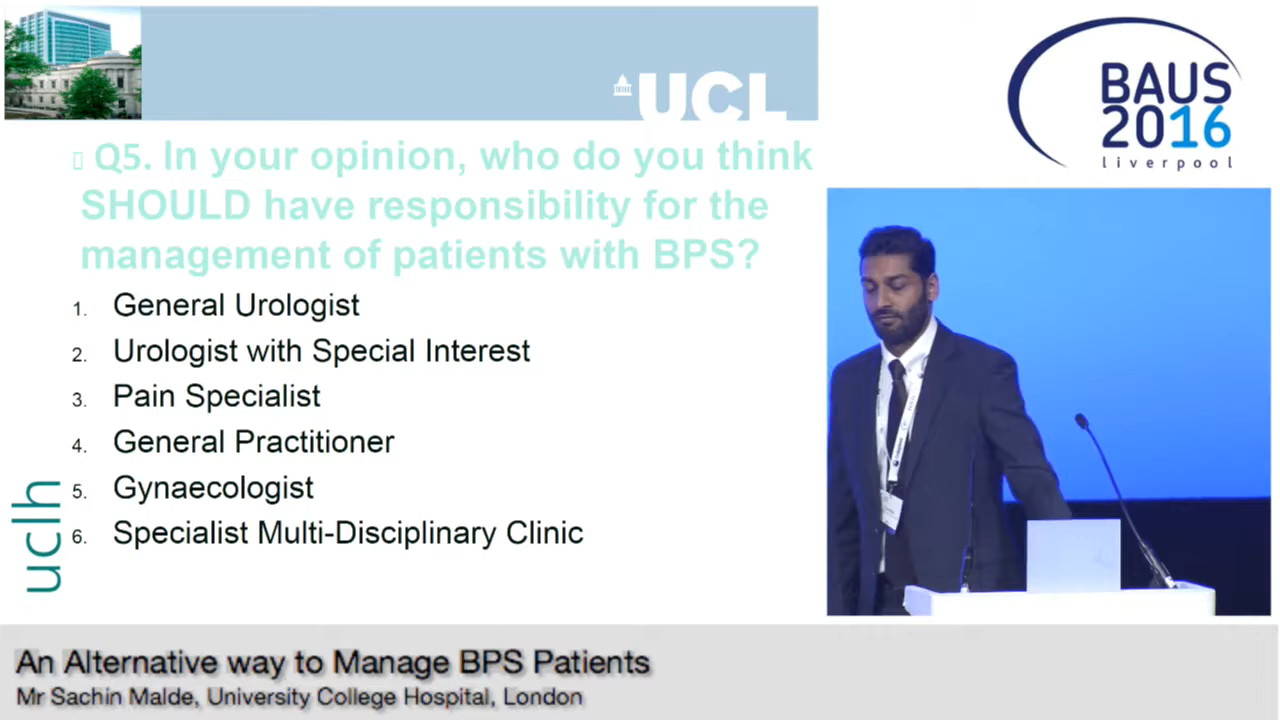 UCL
BAUS
2016
liverpool
Q5. In your opinion, who do you think
SHOULD have responsibility for the
management of patients with BPS?
1. General Urologist
2. Urologist with Special Interest
3. Pain Specialist
4. General Practitioner
5. Gynaecologist
6. Specialist Multi-Disciplinary Clinic
uclh
An Alternative way to Manage BPS Patients
Mr Sachin Malde, University College Hospital, London